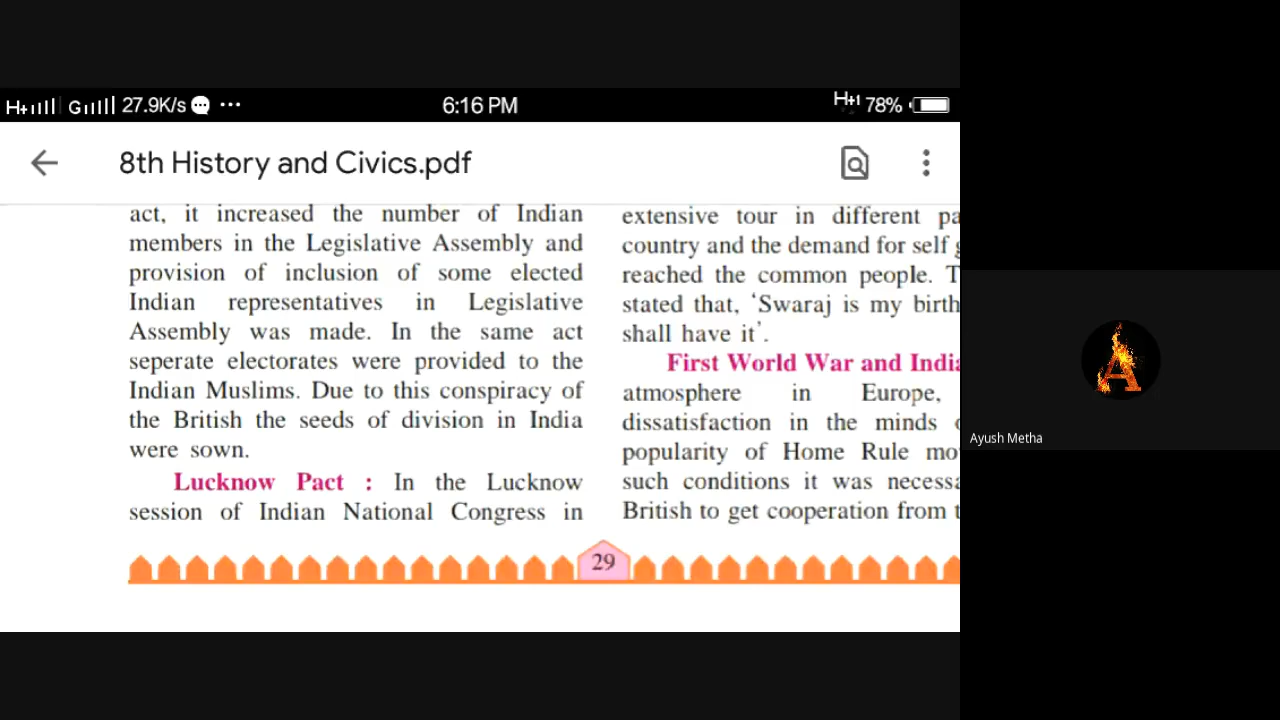 H+ G 27.9K/s 6:16 PM H+1 78%
8th History and Civics.pdf
act, it increased the number of Indian
members in the Legislative Assembly and
provision of inclusion of some elected
Indian representatives in Legislative
Assembly was made. In the same act
seperate electorates were provided to the
Indian Muslims. Due to this conspiracy of
the British the seeds of division in India
were sown.
Lucknow Pact : In the Lucknow
session of Indian National Congress in
extensive tour in different pa
country and the demand for self g
reached the common people. T
stated that, ‘Swaraj is my birth
shall have it’.
First World War and India
atmosphere in Europe,
dissatisfaction in the minds
popularity of Home Rule mo
such conditions it was necessa
British to get cooperation from t
29
Ayush Metha